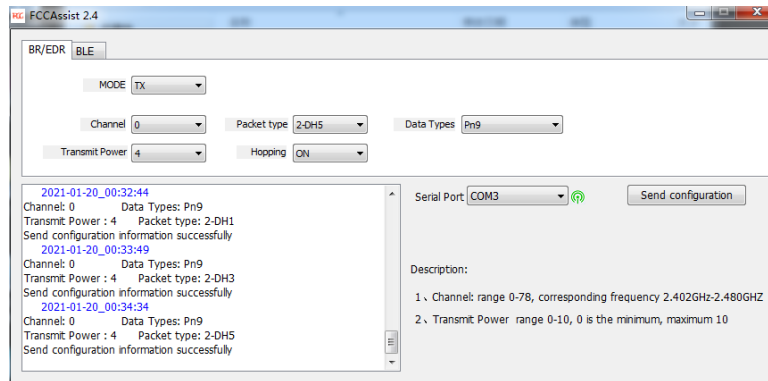 FCC FCCAssist 2.4
BR/EDR BLE
MODE TX
Channel 0 Packet type 2-DH5 Data Types Pn9
Transmit Power 4 Hopping ON
2021-01-20_00:32:44
Channel: 0 Data Types: Pn9
Transmit Power : 4 Packet type: 2-DH1
Send configuration information successfully
2021-01-20_00:33:49
Channel: 0 Data Types: Pn9
Transmit Power : 4 Packet type: 2-DH3
Send configuration information successfully
2021-01-20_00:34:34
Channel: 0 Data Types: Pn9
Transmit Power : 4 Packet type: 2-DH5
Send configuration information successfully
Serial Port COM3 Send configuration
Description:
1、Channel: range 0-78, corresponding frequency 2.402GHz-2.480GHZ
2、Transmit Power range 0-10, 0 is the minimum, maximum 10